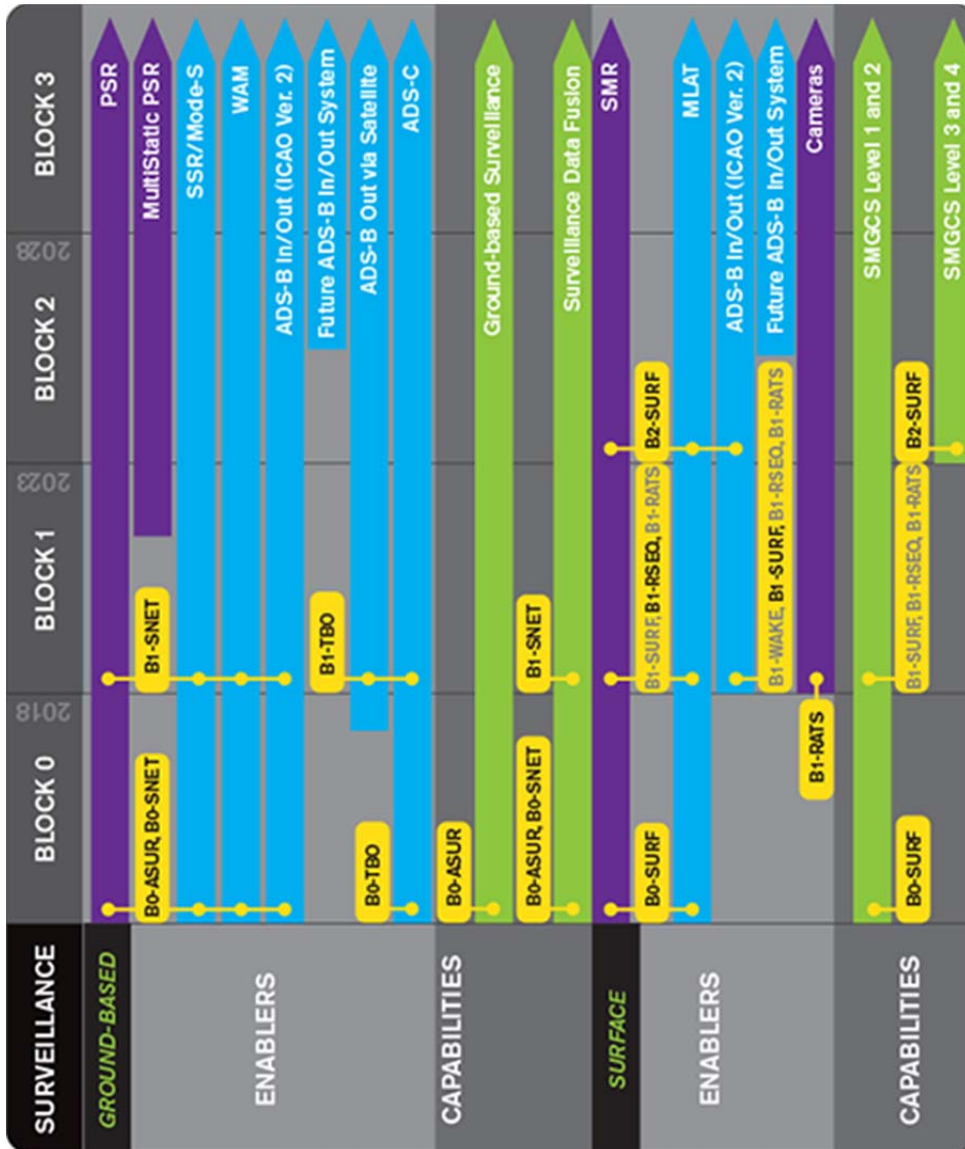 SURVEILLANCE
BLOCK 0
2018
BLOCK 1
2023
BLOCK 2
2028
BLOCK 3
GROUND-BASED
ENABLERS
PSR
B0-ASUR, B0-SNET
B1-SNET
MultiStatic PSR
SSR/Mode-S
WAM
ADS-B In/Out (ICAO Ver. 2)
B1-TBO
Future ADS-B In/Out System
B0-TBO
ADS-B Out via Satellite
ADS-C
CAPABILITIES
B0-ASUR
Ground-based Surveillance
B0-ASUR, B0-SNET
B1-SNET
Surveillance Data Fusion
SURFACE
ENABLERS
SMR
B0-SURF
B1-SURF, B1-RSEQ, B1-RATS
B2-SURF
MLAT
ADS-B In/Out (ICAO Ver. 2)
B1-WAKE, B1-SURF, B1-RSEQ, B1-RATS
Future ADS-B In/Out System
B1-RATS
Cameras
CAPABILITIES
SMGCS Level 1 and 2
B0-SURF
B1-SURF, B1-RSEQ, B1-RATS
B2-SURF
SMGCS Level 3 and 4